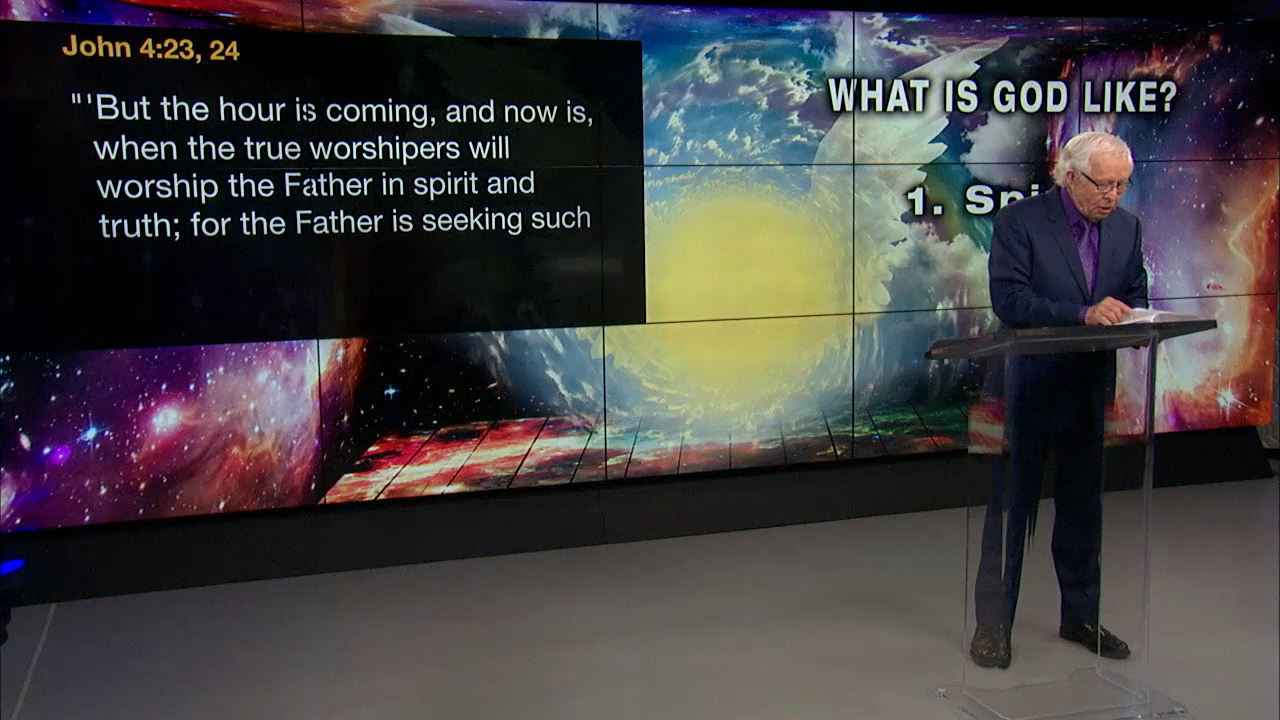 John 4:23, 24
"'But the hour is coming, and now is,
when the true worshipers will
worship the Father in spirit and
truth; for the Father is seeking such
WHAT IS GOD LIKE?
1.